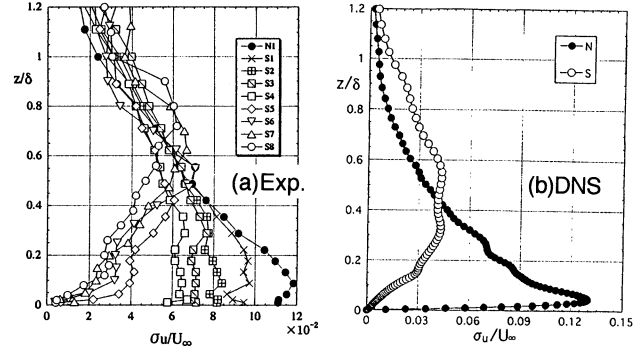 1.2
1
0.8
0.6
0.4
0.2
0
z/δ
N1
S1
S2
S3
S4
S5
S6
S7
S8
(a)Exp.
0 2 4 6 8 10 12
×10⁻²
σu/U∞
1.2
z/δ
0.8
0.6
0.4
0.2
0
N
S
(b)DNS
0 0.03 0.06 0.09 0.12 0.15
σu/U∞